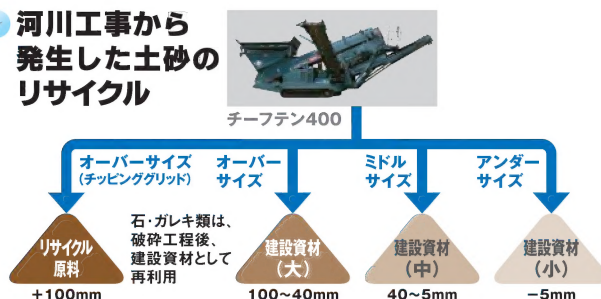 河川工事から
発生した土砂の
リサイクル
チーフテン400
オーバーサイズ
(チッピンググリッド)
オーバー
サイズ
ミドル
サイズ
アンダー
サイズ
リサイクル
原料
石・ガレキ類は、
破砕工程後、
建設資材として
再利用
建設資材
(大)
建設資材
(中)
建設資材
(小)
+100mm
100~40mm
40~5mm
-5mm